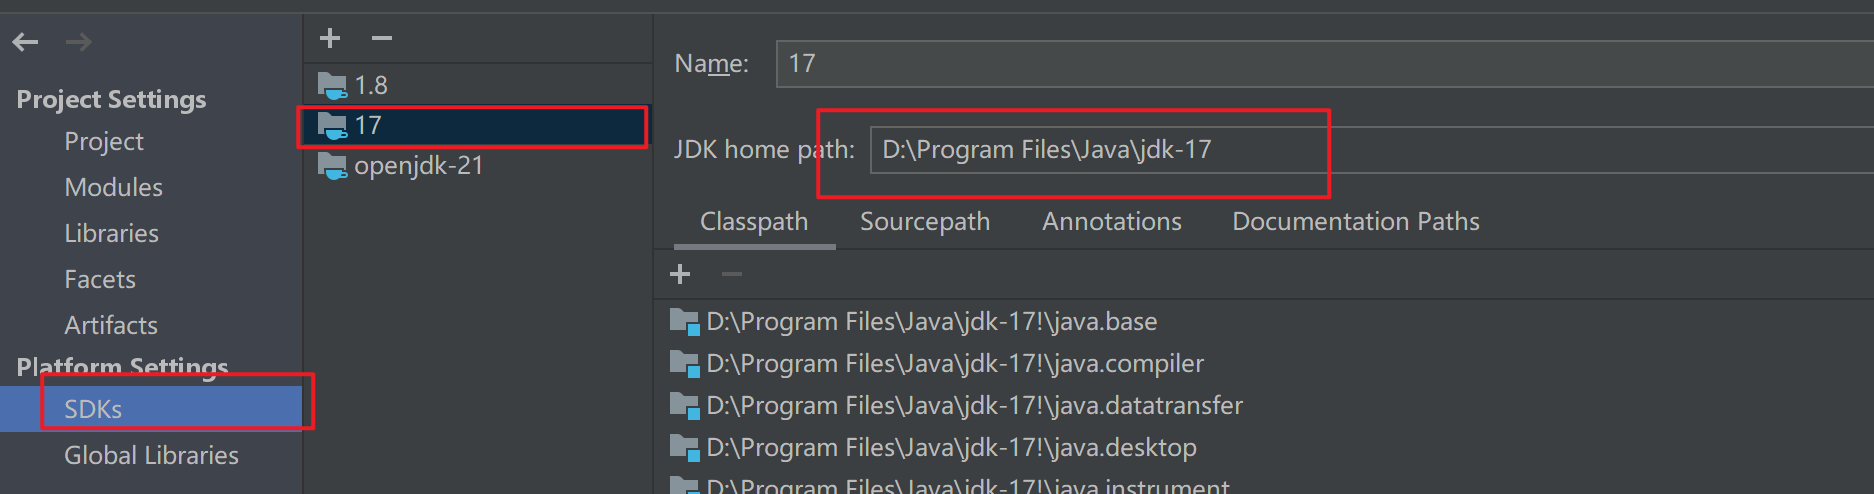 Project Settings
Project
Modules
Libraries
Facets
Artifacts
Platform Settings
SDKs
Global Libraries
1.8
17
openjdk-21
Name: 17
JDK home path: D:\Program Files\Java\jdk-17
Classpath Sourcepath Annotations Documentation Paths
D:\Program Files\Java\jdk-17!\java.base
D:\Program Files\Java\jdk-17!\java.compiler
D:\Program Files\Java\jdk-17!\java.datatransfer
D:\Program Files\Java\jdk-17!\java.desktop
D:\Program Files\Java\jdk-17!\java.instrument